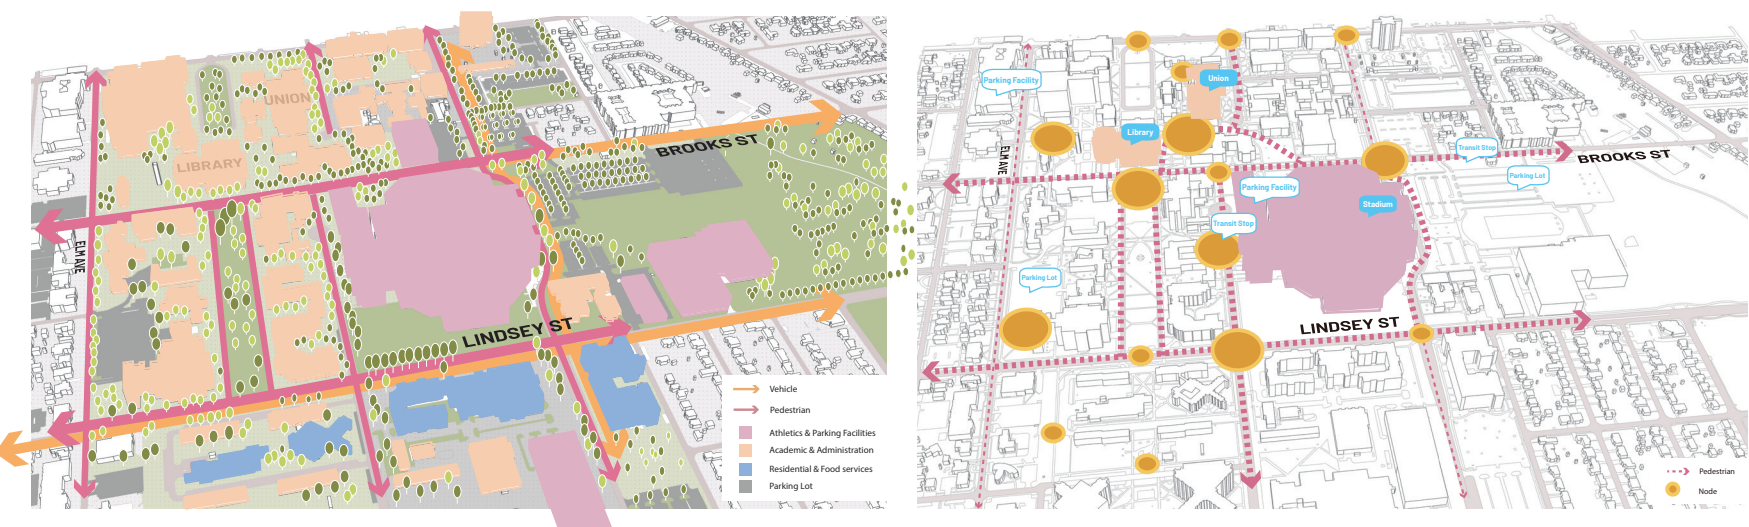 UNION
LIBRARY
BROOKS ST
ELM AVE
LINDSEY ST
Vehicle
Pedestrian
Athletics & Parking Facilities
Academic & Administration
Residential & Food services
Parking Lot
Parking Facility
Union
Library
ELM AVE
Transit Stop
BROOKS ST
Parking Lot
Parking Facility
Stadium
Transit Stop
Parking Lot
LINDSEY ST
Pedestrian
Node